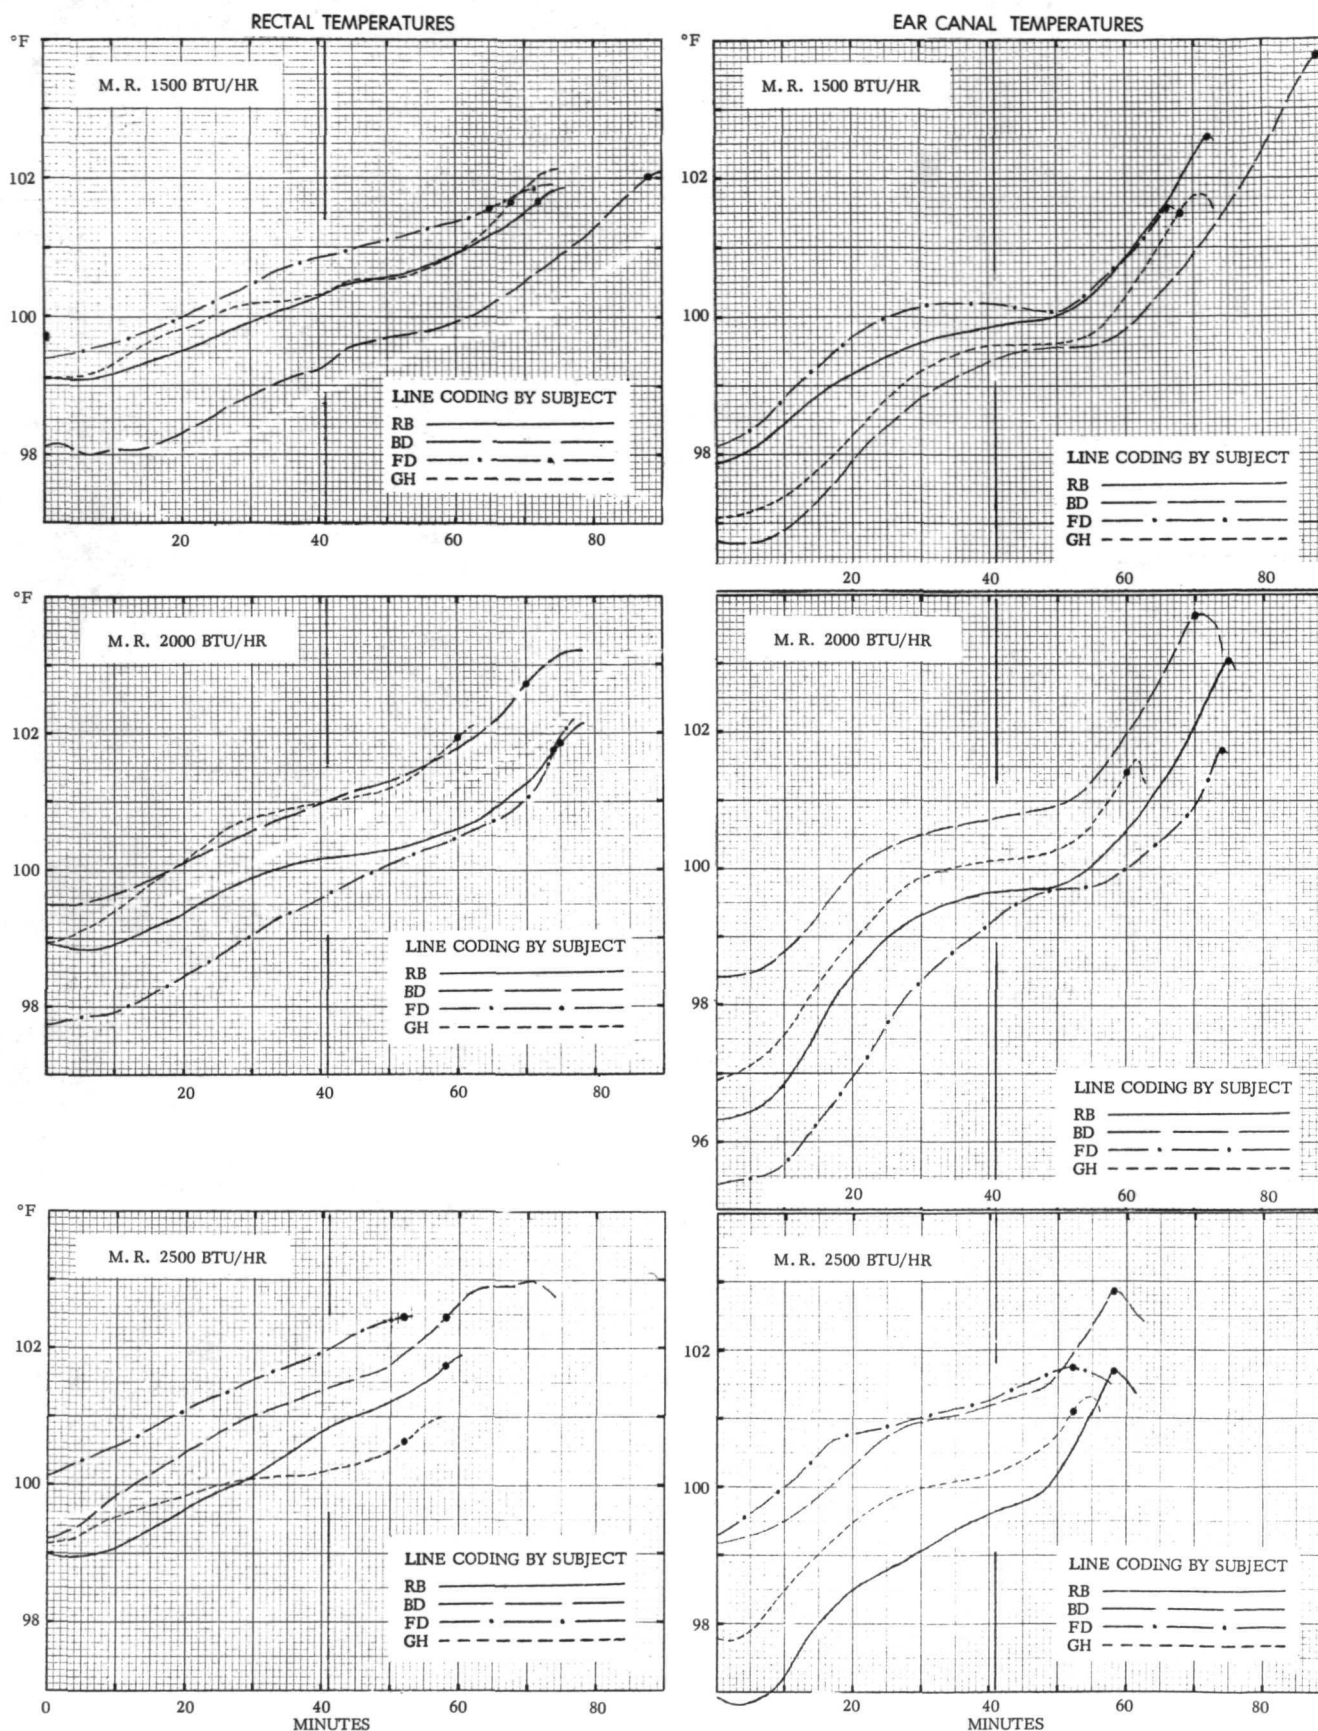 RECTAL TEMPERATURES
°F
M. R. 1500 BTU/HR
102
100
98
LINE CODING BY SUBJECT
RB
BD
FD
GH
20
40
60
80
EAR CANAL TEMPERATURES
°F
M. R. 1500 BTU/HR
102
100
98
LINE CODING BY SUBJECT
RB
BD
FD
GH
20
40
60
80
°F
M. R. 2000 BTU/HR
102
100
98
LINE CODING BY SUBJECT
RB
BD
FD
GH
20
40
60
80
M. R. 2000 BTU/HR
102
100
98
96
LINE CODING BY SUBJECT
RB
BD
FD
GH
20
40
60
80
°F
M. R. 2500 BTU/HR
102
100
98
LINE CODING BY SUBJECT
RB
BD
FD
GH
0
20
40
60
80
MINUTES
M. R. 2500 BTU/HR
102
100
98
LINE CODING BY SUBJECT
RB
BD
FD
GH
20
40
60
80
MINUTES